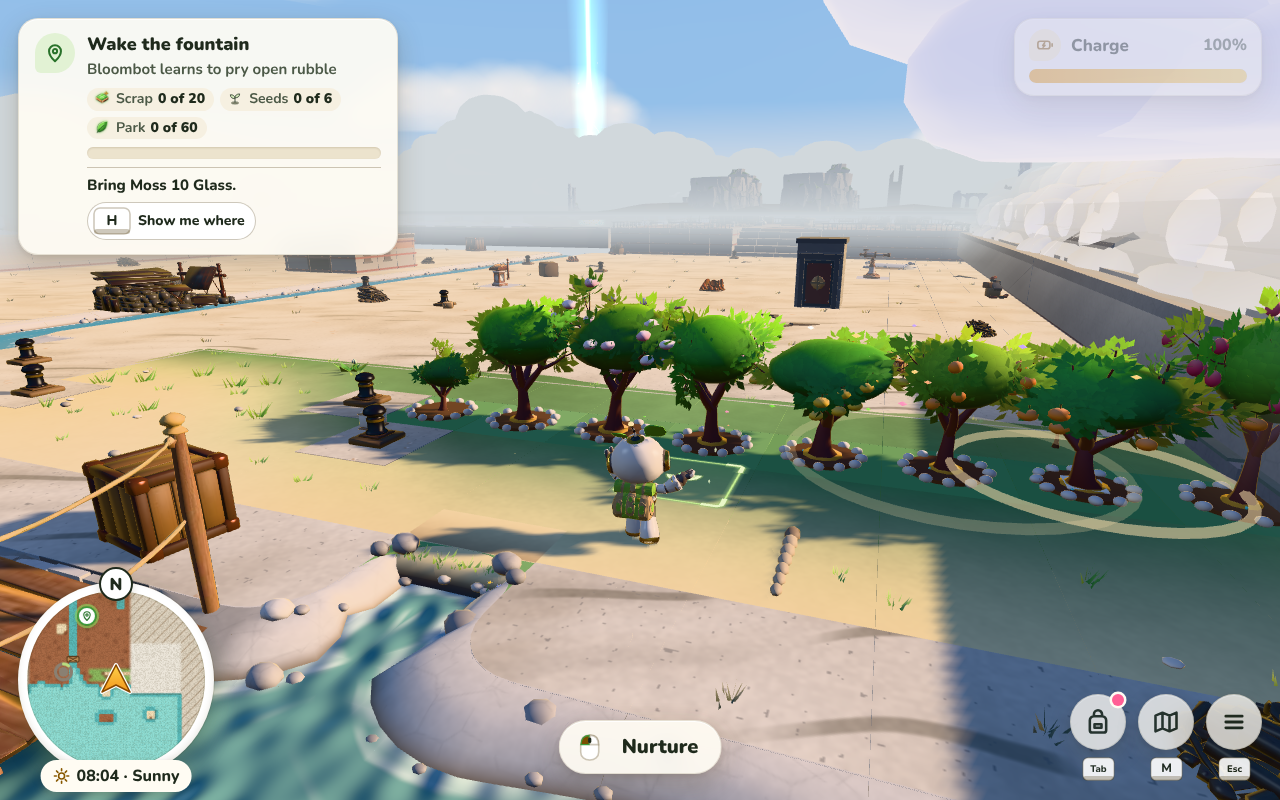 Wake the fountain
Bloombot learns to pry open rubble
Scrap 0 of 20 Seeds 0 of 6
Park 0 of 60
Bring Moss 10 Glass.
H Show me where
Charge 100%
N
08:04 · Sunny
Nurture
Tab M Esc